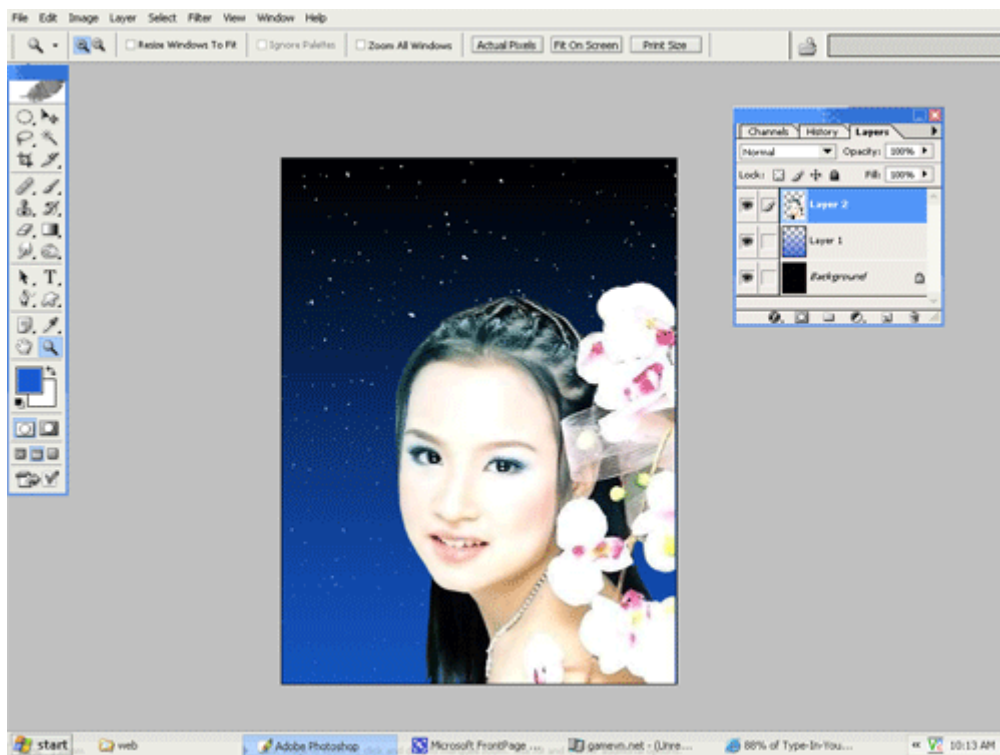 File Edit Image Layer Select Filter View Window Help
Resize Windows To Fit Ignore Palettes Zoom All Windows Actual Pixels Fit On Screen Print Size
Channels History Layers
Normal Opacity: 100%
Lock: Fill: 100%
Layer 2
Layer 1
Background
T
start web Adobe Photoshop Microsoft FrontPage ... gamevn.net - (Unre... 88% of Type-In-You... « 10:13 AM